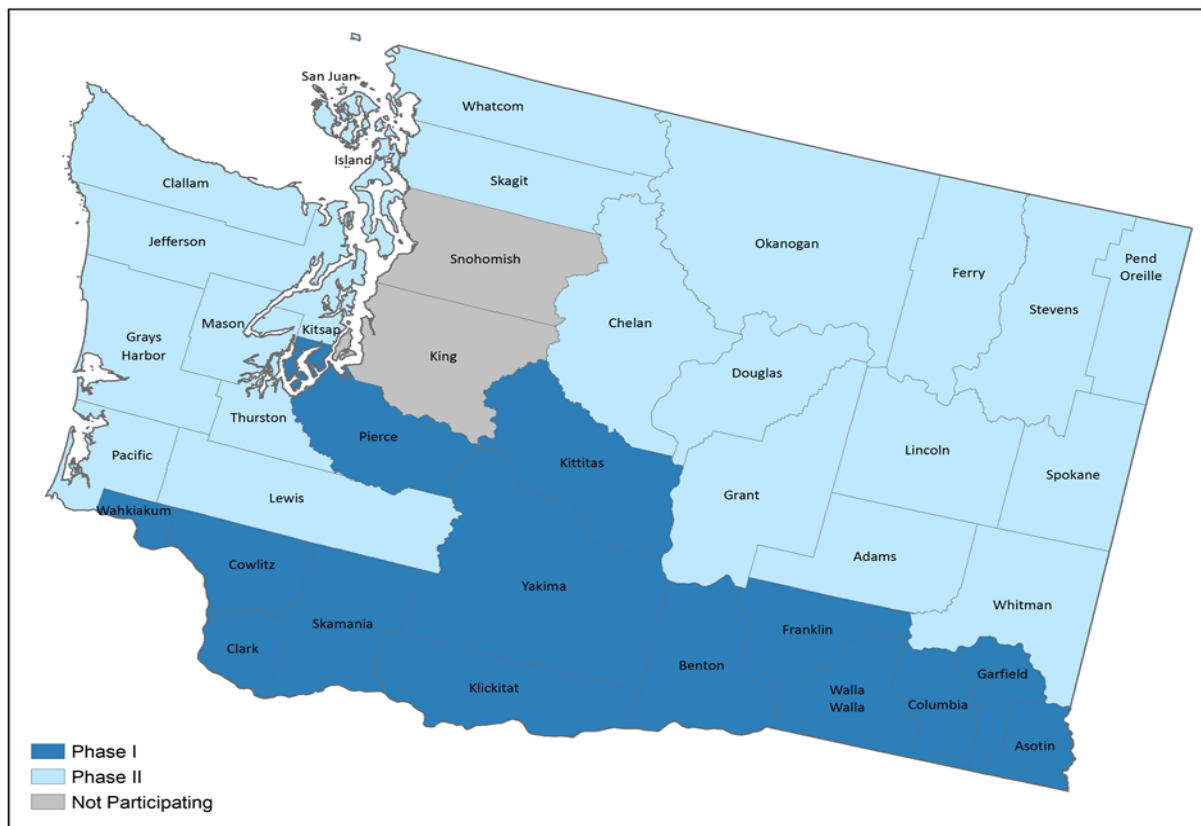 San Juan
Whatcom
Island
Skagit
Clallam
Jefferson
Snohomish
Okanogan
Ferry
Stevens
Pend
Oreille
Mason
Kitsap
Grays
Harbor
King
Chelan
Douglas
Thurston
Pierce
Kittitas
Lincoln
Spokane
Pacific
Lewis
Grant
Wahkiakum
Adams
Cowlitz
Yakima
Whitman
Skamania
Franklin
Clark
Benton
Garfield
Klickitat
Walla
Walla
Columbia
Asotin
Phase I
Phase II
Not Participating